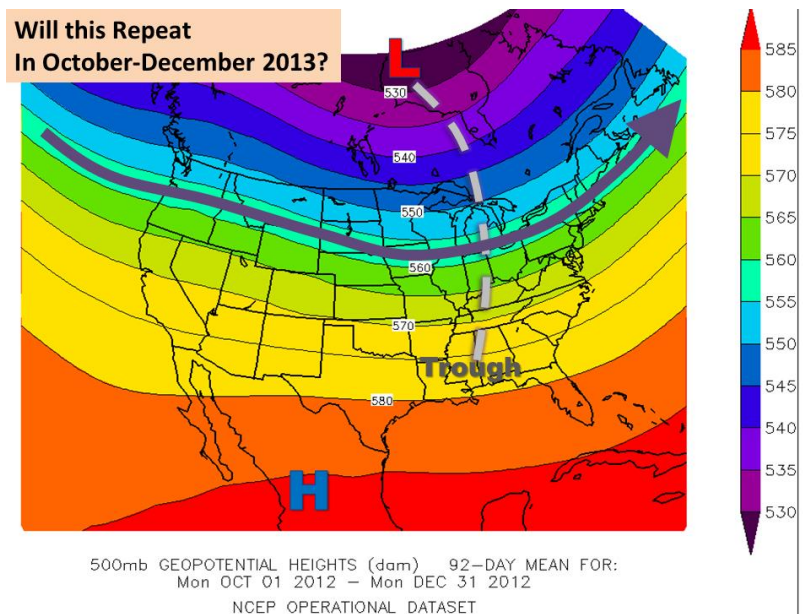 Will this Repeat
In October-December 2013?
L
530
540
550
560
570
Trough
580
H
585
580
575
570
565
560
555
550
545
540
535
530
500mb GEOPOTENTIAL HEIGHTS (dam) 92-DAY MEAN FOR:
Mon OCT 01 2012 – Mon DEC 31 2012
NCEP OPERATIONAL DATASET